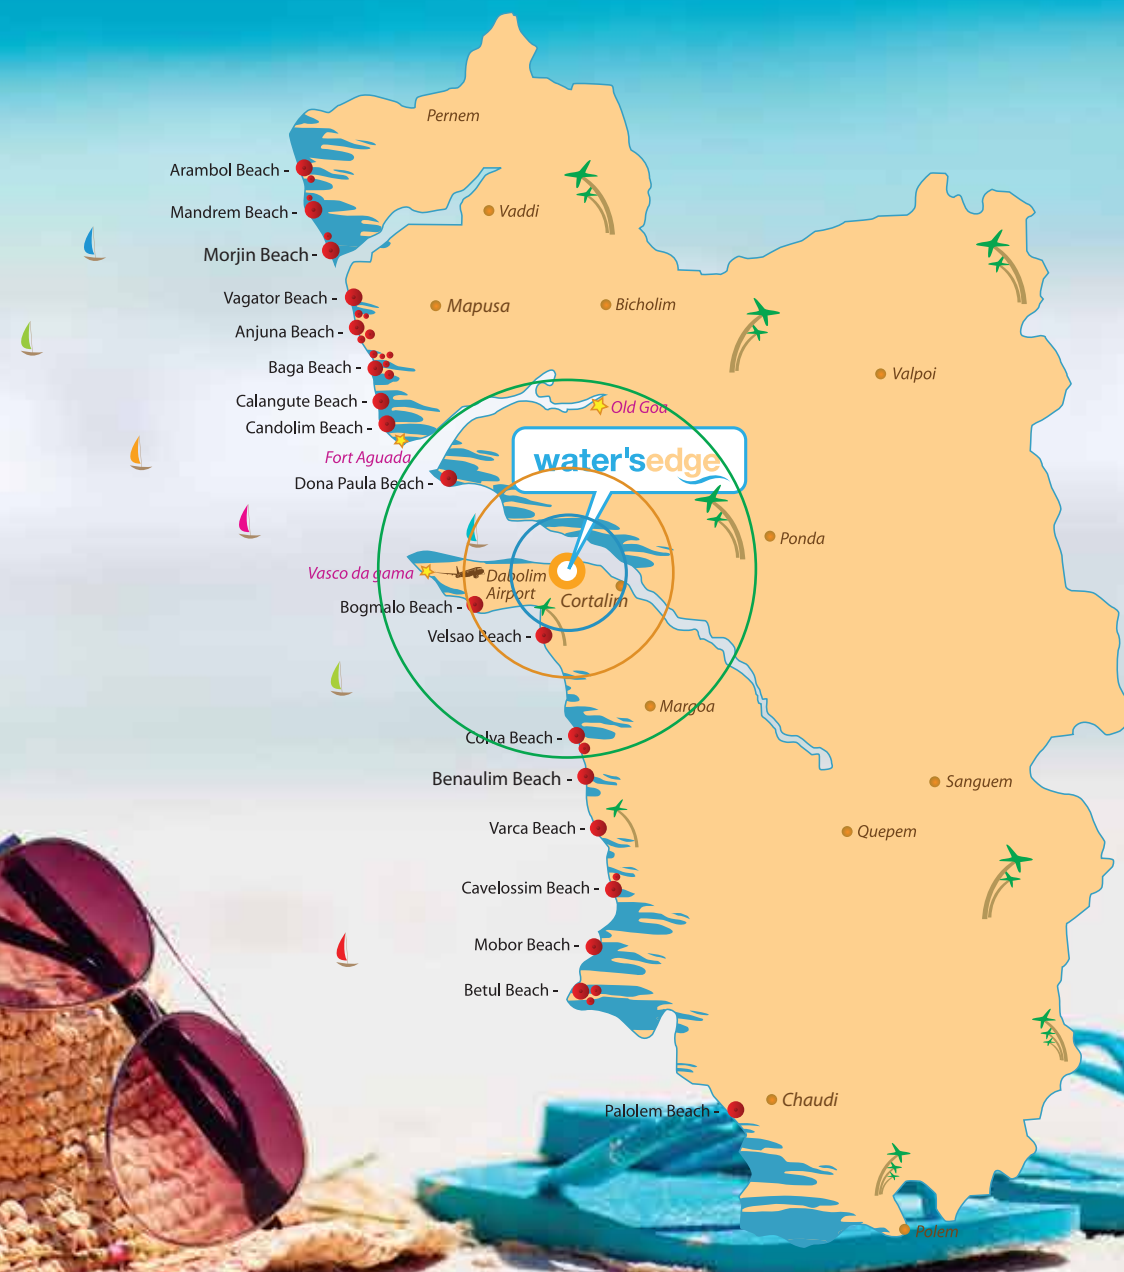 Pernem
Arambol Beach -
Mandrem Beach -
Vaddi
Morjin Beach -
Vagator Beach -
Mapusa
Bicholim
Anjuna Beach -
Baga Beach -
Valpoi
Calangute Beach -
Old Goa
Candolim Beach -
Fort Aguada
water'sedge
Dona Paula Beach -
Ponda
Vasco da gama
Dabolim
Airport
Cortalim
Bogmalo Beach -
Velsao Beach -
Margoa
Colva Beach -
Benaulim Beach -
Sanguem
Varca Beach -
Quepem
Cavelossim Beach -
Mobor Beach -
Betul Beach -
Chaudi
Palolem Beach -
Polem